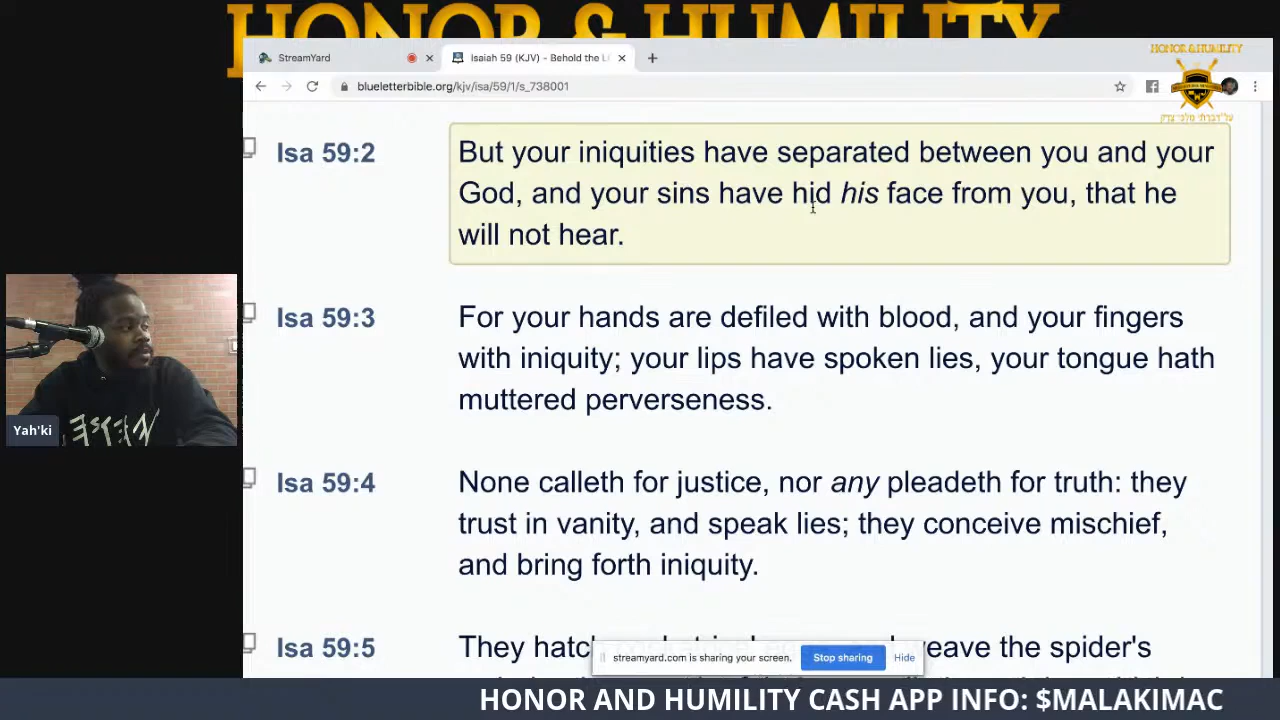 HONOR & HUMILITY
StreamYard
Isaiah 59 (KJV) - Behold the L
HONOR & HUMILITY
blueletterbible.org/kjv/isa/59/1/s_738001
Isa 59:2
But your iniquities have separated between you and your
God, and your sins have hid his face from you, that he
will not hear.
Isa 59:3
For your hands are defiled with blood, and your fingers
with iniquity; your lips have spoken lies, your tongue hath
muttered perverseness.
Yah'ki
Isa 59:4
None calleth for justice, nor any pleadeth for truth: they
trust in vanity, and speak lies; they conceive mischief,
and bring forth iniquity.
Isa 59:5
They hatch weave the spider's
streamyard.com is sharing your screen.
Stop sharing
Hide
HONOR AND HUMILITY CASH APP INFO: $MALAKIMAC